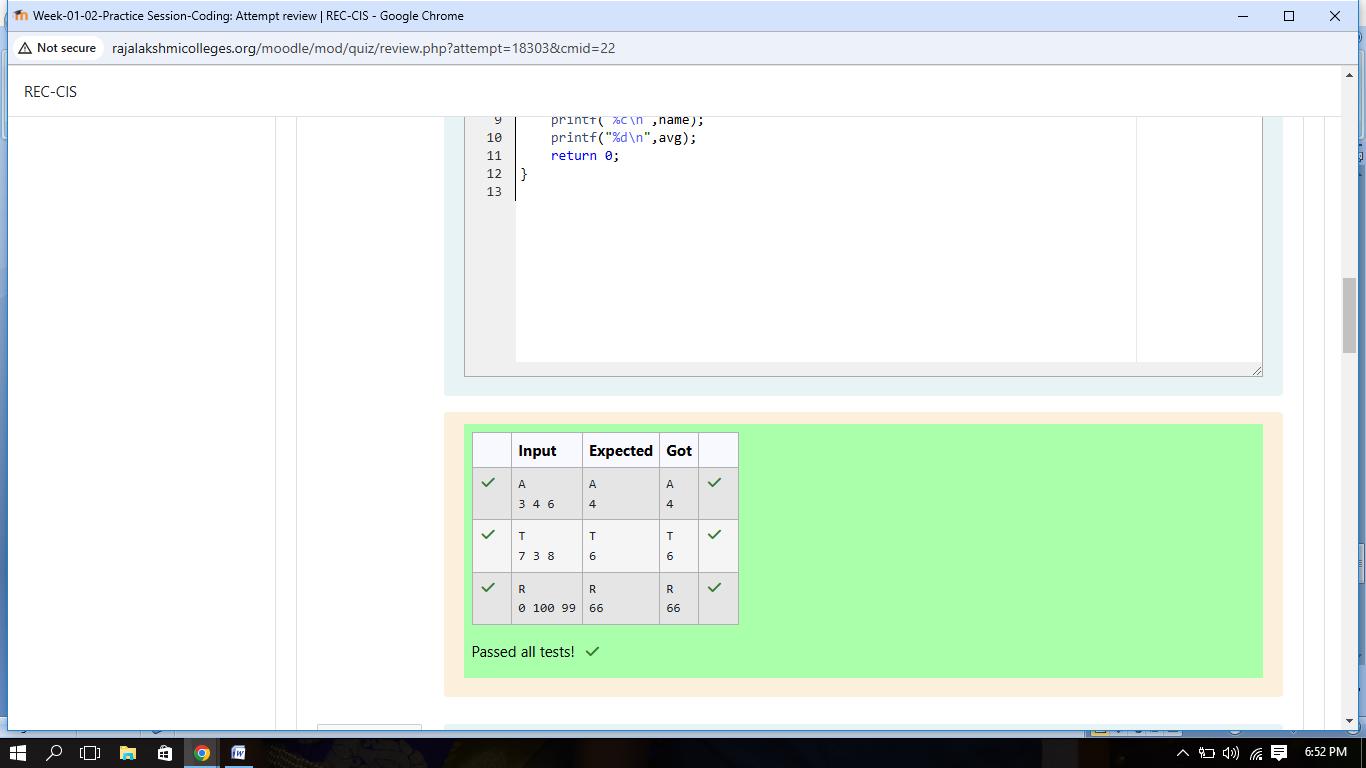 Week-01-02-Practice Session-Coding: Attempt review | REC-CIS - Google Chrome
Not secure rajalakshmicolleges.org/moodle/mod/quiz/review.php?attempt=18303&cmid=22
REC-CIS
9 printf("%c\n",name);
10 printf("%d\n",avg);
11 return 0;
12 }
13
Input Expected Got
A A A
3 4 6 4 4
T T T
7 3 8 6 6
R R R
0 100 99 66 66
Passed all tests!
6:52 PM